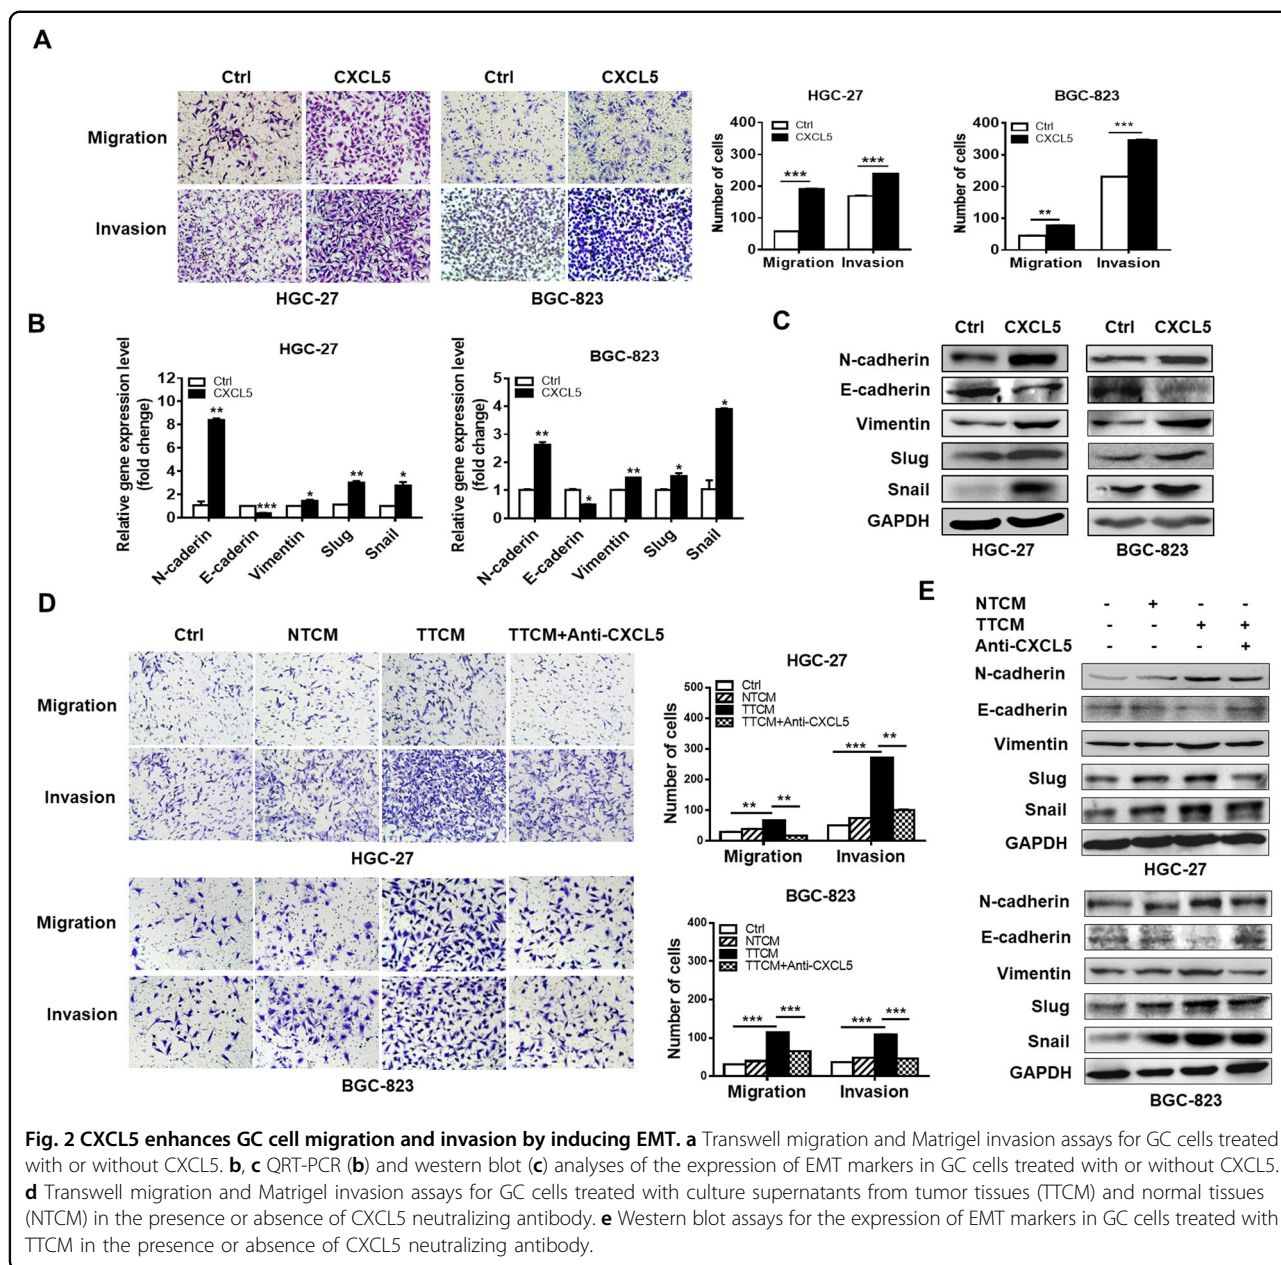 A
Ctrl CXCL5 Ctrl CXCL5
Migration
Invasion
HGC-27 BGC-823
HGC-27
Number of cells
400
300
200
100
0
Ctrl
CXCL5
***
***
Migration Invasion
BGC-823
Number of cells
400
300
200
100
0
Ctrl
CXCL5
**
***
Migration Invasion
B
HGC-27
Relative gene expression level
(fold chenge)
12
10
8
6
4
2
0
Ctrl
CXCL5
**
***
*
**
*
N-caderin
E-caderin
Vimentin
Slug
Snail
BGC-823
Relative gene expression level
(fold change)
5
4
3
2
1
0
Ctrl
CXCL5
**
*
**
*
*
N-caderin
E-caderin
Vimentin
Slug
Snail
C
Ctrl CXCL5 Ctrl CXCL5
N-cadherin
E-cadherin
Vimentin
Slug
Snail
GAPDH
HGC-27 BGC-823
D
Ctrl NTCM TTCM TTCM+Anti-CXCL5
Migration
Invasion
HGC-27
Migration
Invasion
BGC-823
HGC-27
Number of cells
500
400
300
200
100
0
Ctrl
NTCM
TTCM
TTCM+Anti-CXCL5
** **
*** **
Migration Invasion
BGC-823
Number of cells
400
300
200
100
0
Ctrl
NTCM
TTCM
TTCM+Anti-CXCL5
*** ***
*** ***
Migration Invasion
E
NTCM - + - -
TTCM - - + +
Anti-CXCL5 - - - +
N-cadherin
E-cadherin
Vimentin
Slug
Snail
GAPDH
HGC-27
N-cadherin
E-cadherin
Vimentin
Slug
Snail
GAPDH
BGC-823
Fig. 2 CXCL5 enhances GC cell migration and invasion by inducing EMT. a Transwell migration and Matrigel invasion assays for GC cells treated
with or without CXCL5. b, c QRT-PCR (b) and western blot (c) analyses of the expression of EMT markers in GC cells treated with or without CXCL5.
d Transwell migration and Matrigel invasion assays for GC cells treated with culture supernatants from tumor tissues (TTCM) and normal tissues
(NTCM) in the presence or absence of CXCL5 neutralizing antibody. e Western blot assays for the expression of EMT markers in GC cells treated with
TTCM in the presence or absence of CXCL5 neutralizing antibody.